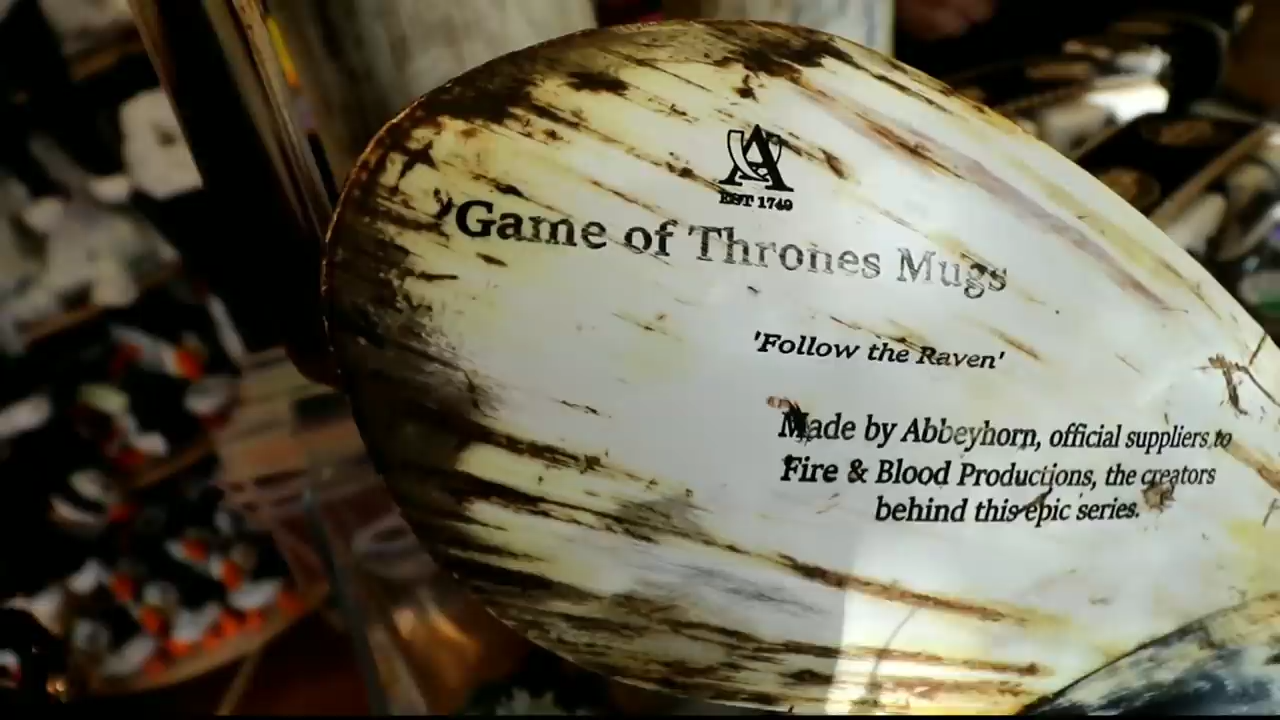 A
EST 1749
'Game of Thrones Mugs
'Follow the Raven'
Made by Abbeyhorn, official suppliers to
Fire & Blood Productions, the creators
behind this epic series.